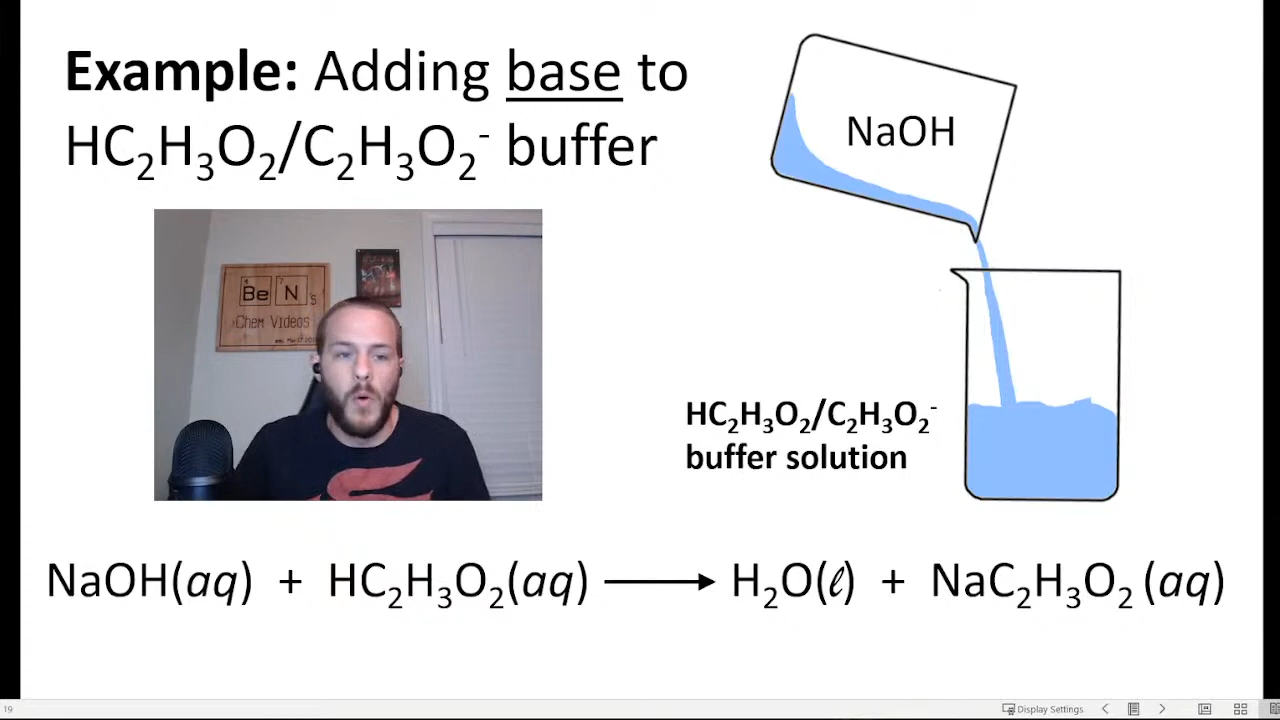 Example: Adding base to
HC₂H₃O₂/C₂H₃O₂⁻ buffer
NaOH
Be N s
Chem Videos
HC₂H₃O₂/C₂H₃O₂⁻
buffer solution
NaOH(aq) + HC₂H₃O₂(aq) ⟶ H₂O(ℓ) + NaC₂H₃O₂ (aq)
19
Display Settings